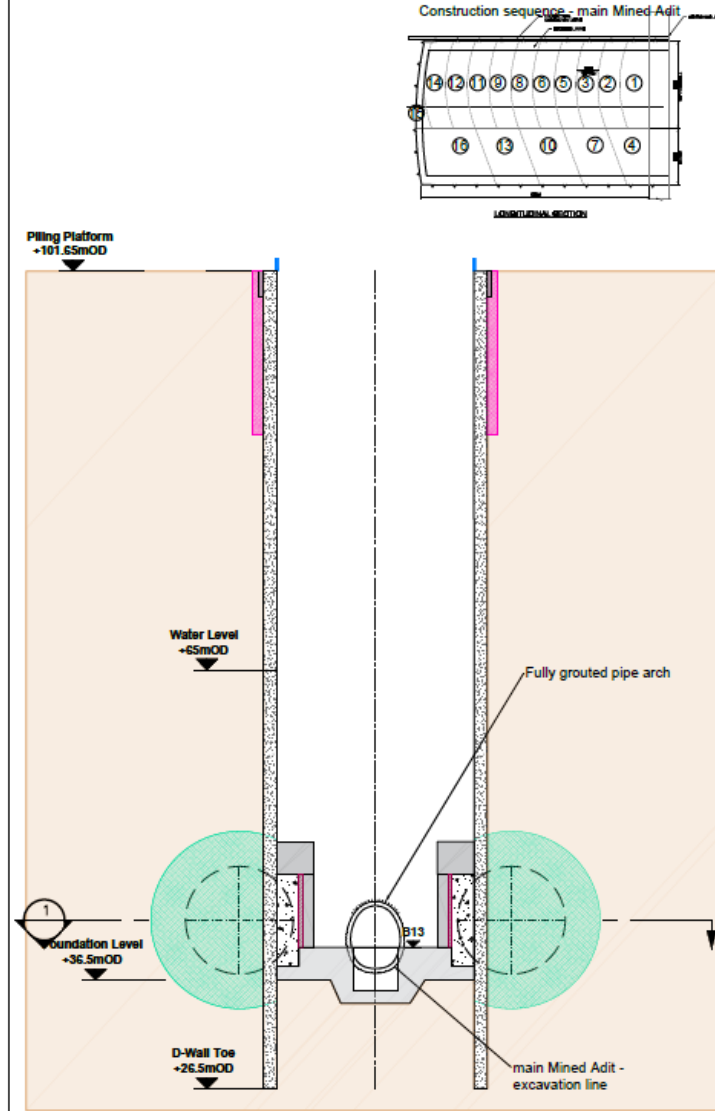 Construction sequence - main Mined Adit
14 12 11 9 8 6 5 3 2 1
16 13 10 7 4
LONGITUDINAL SECTION
Piling Platform
+101.65mOD
Water Level
+65mOD
Fully grouted pipe arch
1
B13
Foundation Level
+36.5mOD
D-Wall Toe
+26.5mOD
main Mined Adit -
excavation line